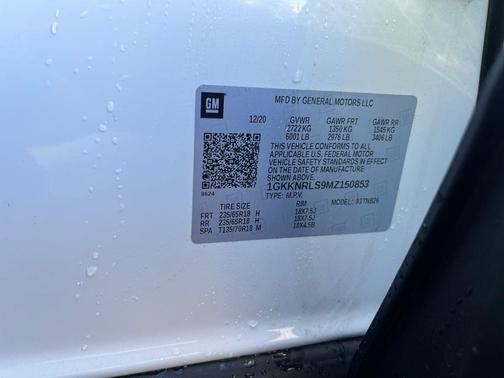 GM
MFD BY GENERAL MOTORS LLC
12/20 GVWR GAWR FRT GAWR RR
2722 KG 1350 KG 1545 KG
6001 LB 2976 LB 3406 LB
THIS VEHICLE CONFORMS TO ALL
APPLICABLE U.S. FEDERAL MOTOR
VEHICLE SAFETY STANDARDS IN EFFECT
ON THE DATE OF MANUFACTURE
SHOWN ABOVE.
1GKKNRLS9MZ150853
TYPE: M.P.V. MODEL:
8624
TIRE SIZE RIM
FRT 235/65R18 H 18X7.5J
RR 235/65R18 H 18X7.5J
SPA T135/70R18 M 18X4.5B